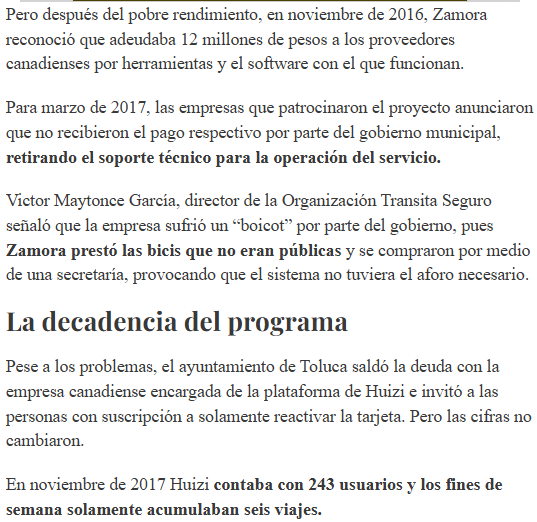 Pero después del pobre rendimiento, en noviembre de 2016, Zamora
reconoció que adeudaba 12 millones de pesos a los proveedores
canadienses por herramientas y el software con el que funcionan.
Para marzo de 2017, las empresas que patrocinaron el proyecto anunciaron
que no recibieron el pago respectivo por parte del gobierno municipal,
retirando el soporte técnico para la operación del servicio.
Victor Maytonce García, director de la Organización Transita Seguro
señaló que la empresa sufrió un “boicot” por parte del gobierno, pues
Zamora prestó las bicis que no eran públicas y se compraron por medio
de una secretaría, provocando que el sistema no tuviera el aforo necesario.
La decadencia del programa
Pese a los problemas, el ayuntamiento de Toluca saldó la deuda con la
empresa canadiense encargada de la plataforma de Huizi e invitó a las
personas con suscripción a solamente reactivar la tarjeta. Pero las cifras no
cambiaron.
En noviembre de 2017 Huizi contaba con 243 usuarios y los fines de
semana solamente acumulaban seis viajes.